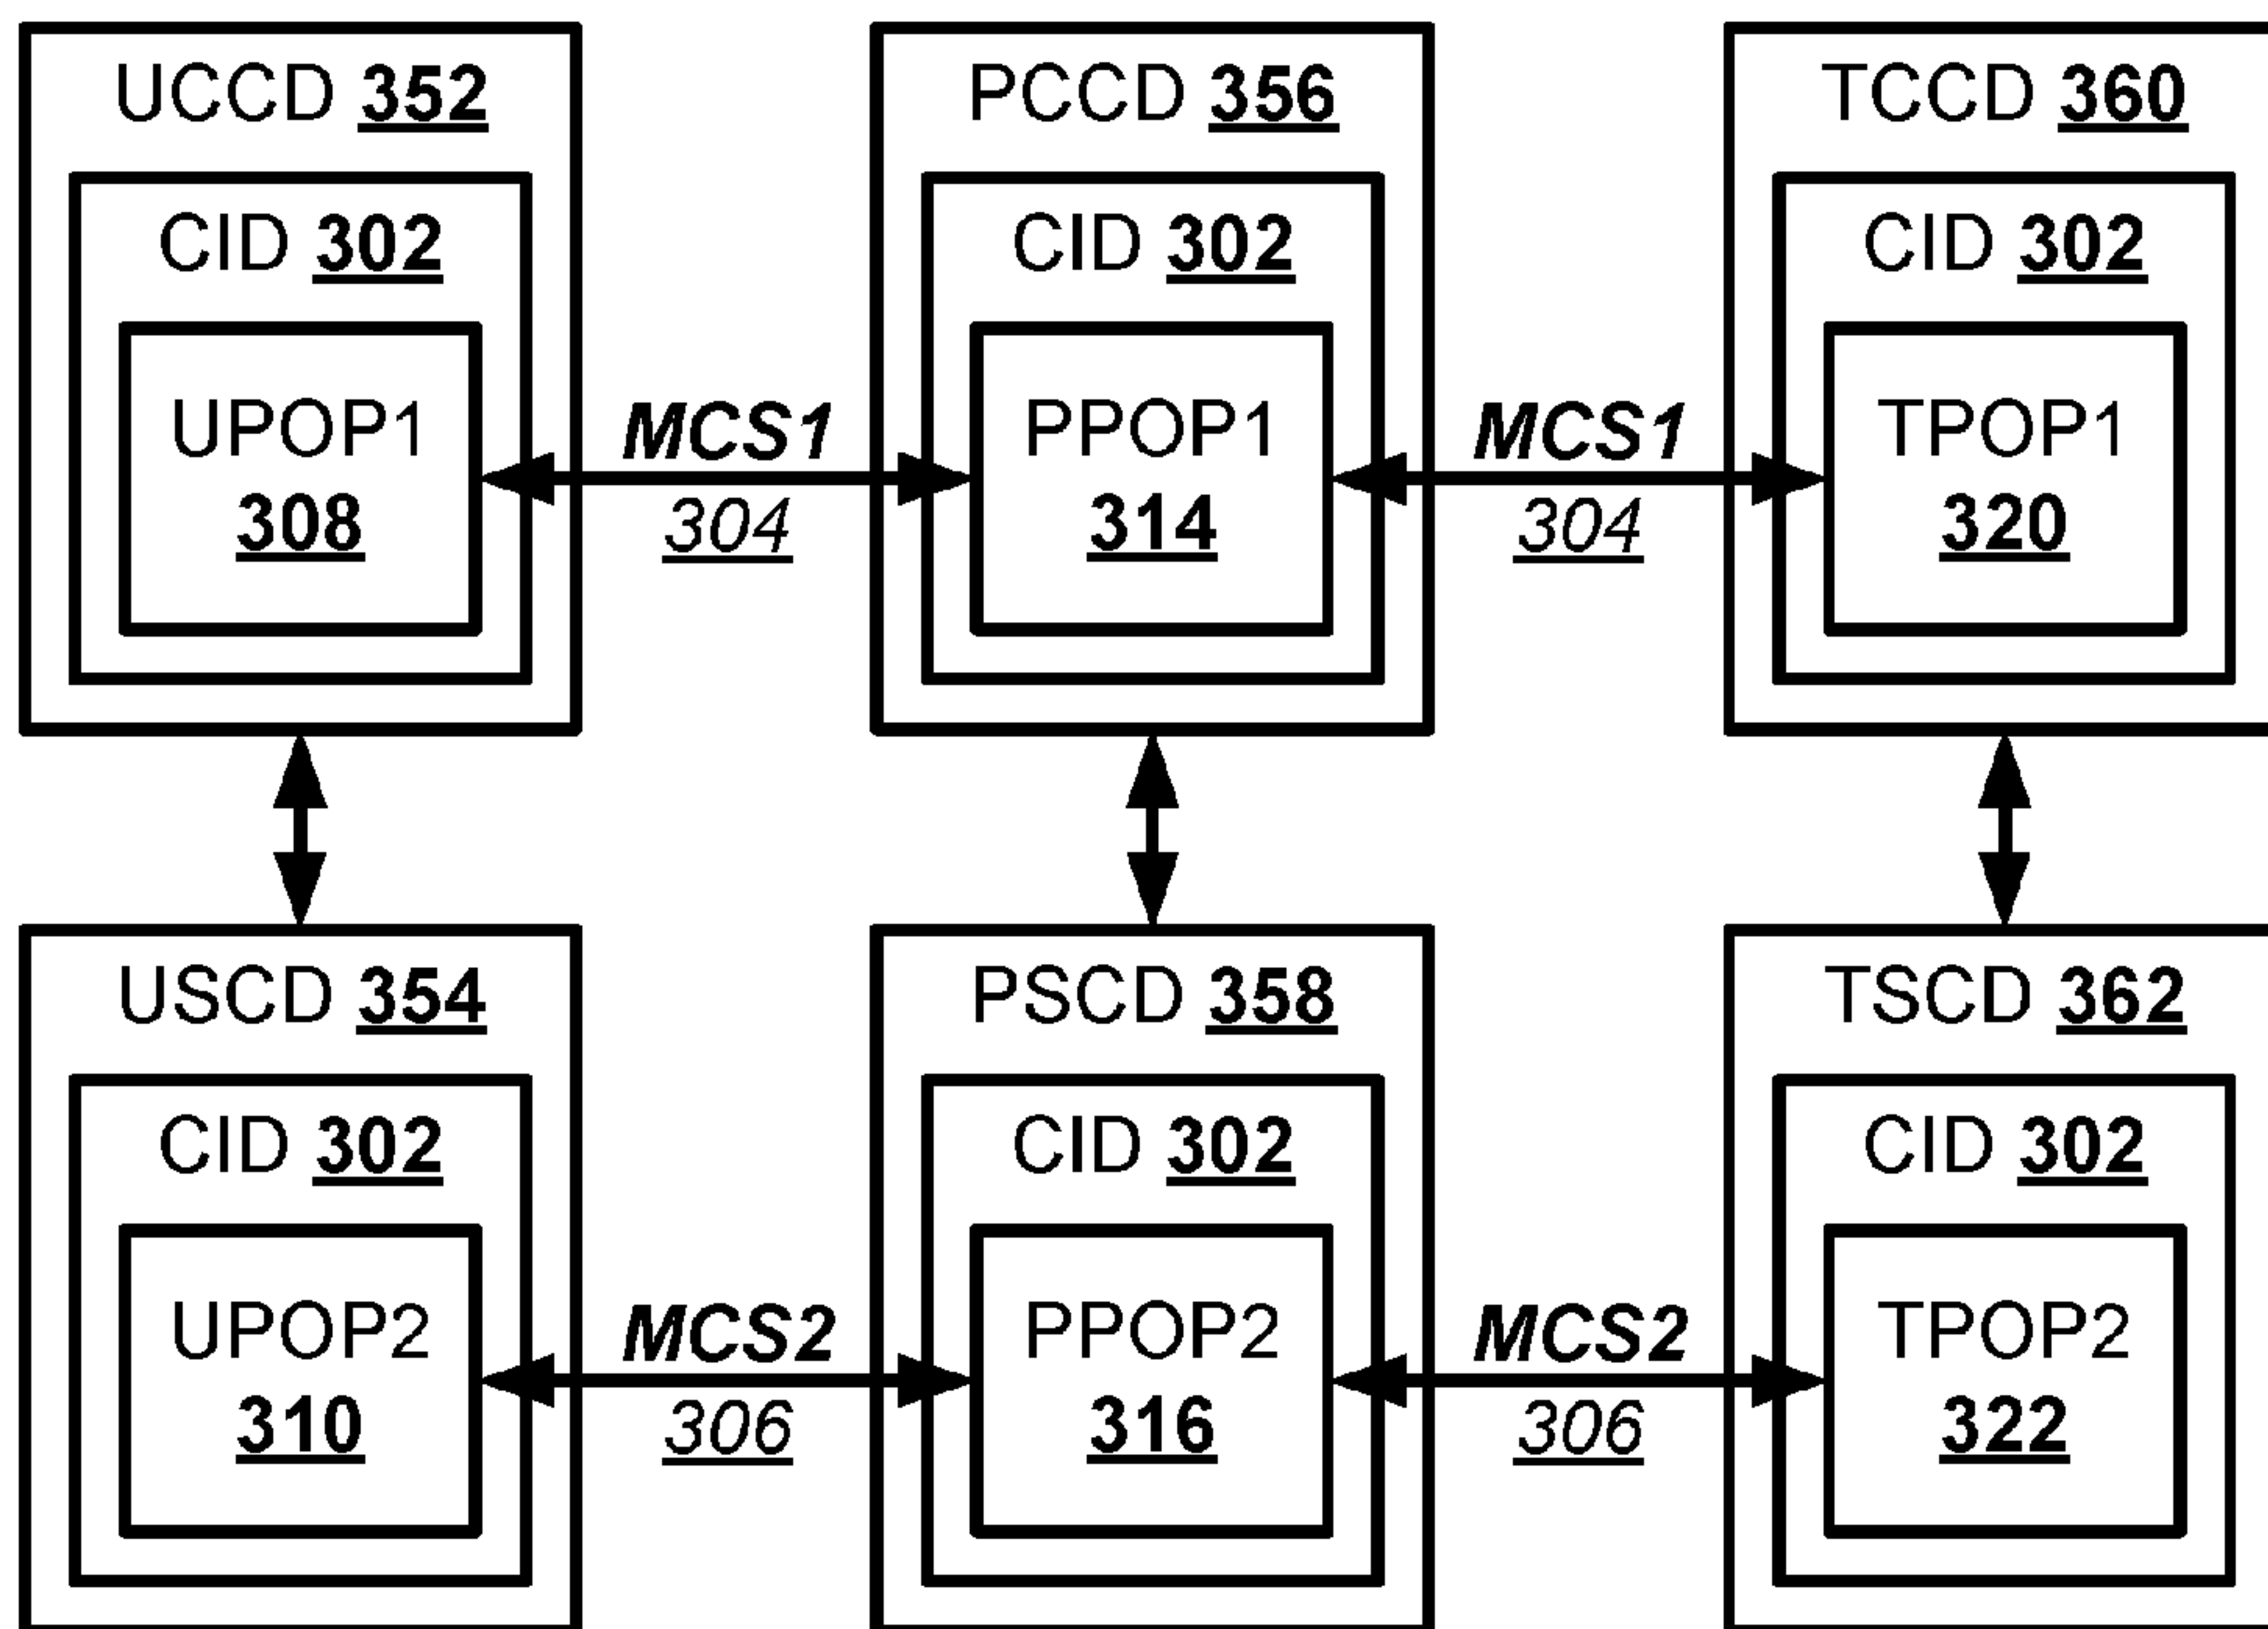 UCCD 352
PCCD 356
TCCD 360
CID 302
CID 302
CID 302
UPOP1
308
MCS1
304
PPOP1
314
MCS1
304
TPOP1
320
USCD 354
PSCD 358
TSCD 362
CID 302
CID 302
CID 302
UPOP2
310
MCS2
306
PPOP2
316
MCS2
306
TPOP2
322